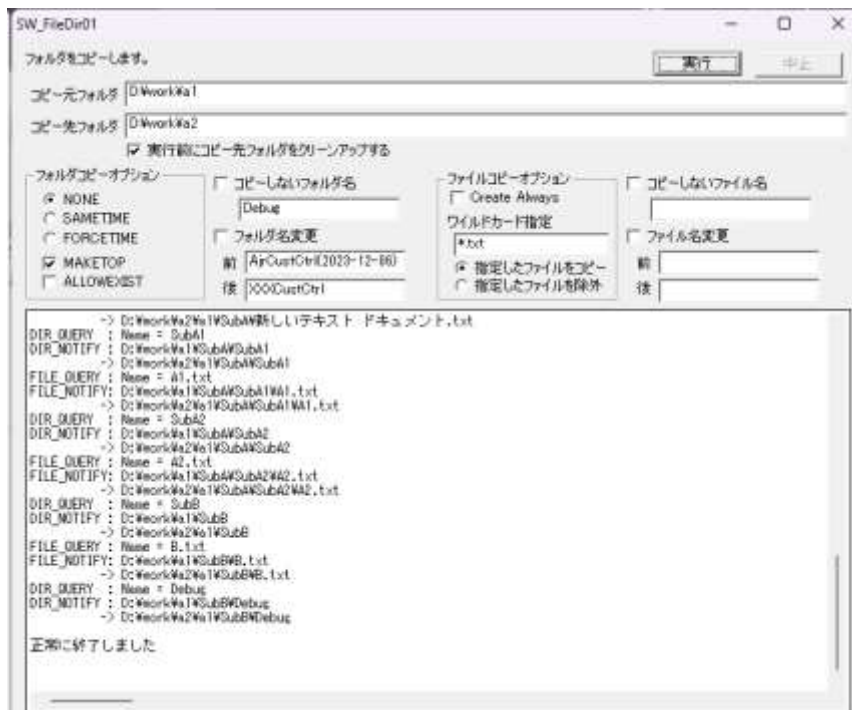 SW_FileDir01
フォルダをコピーします。
実行
中止
コピー元フォルダ D:¥work¥a1
コピー先フォルダ D:¥work¥a2
実行前にコピー先フォルダをクリーンアップする
フォルダコピーオプション
NONE
SAMETIME
FORCETIME
MAKETOP
ALLOWEXIST
コピーしないフォルダ名
Debug
フォルダ名変更
前 AjrCustCtrl(2023-12-06)
後 XXXCustCtrl
ファイルコピーオプション
Create Always
ワイルドカード指定
*.txt
指定したファイルをコピー
指定したファイルを除外
コピーしないファイル名
ファイル名変更
前
後
-> D:¥work¥a2¥a1¥SubA¥新しいテキスト ドキュメント.txt
DIR_QUERY : Name = SubA1
DIR_NOTIFY : D:¥work¥a1¥SubA¥SubA1
-> D:¥work¥a2¥a1¥SubA¥SubA1
FILE_QUERY : Name = A1.txt
FILE_NOTIFY: D:¥work¥a1¥SubA¥SubA1¥A1.txt
-> D:¥work¥a2¥a1¥SubA¥SubA1¥A1.txt
DIR_QUERY : Name = SubA2
DIR_NOTIFY : D:¥work¥a1¥SubA¥SubA2
-> D:¥work¥a2¥a1¥SubA¥SubA2
FILE_QUERY : Name = A2.txt
FILE_NOTIFY: D:¥work¥a1¥SubA¥SubA2¥A2.txt
-> D:¥work¥a2¥a1¥SubA¥SubA2¥A2.txt
DIR_QUERY : Name = SubB
DIR_NOTIFY : D:¥work¥a1¥SubB
-> D:¥work¥a2¥a1¥SubB
FILE_QUERY : Name = B.txt
FILE_NOTIFY: D:¥work¥a1¥SubB¥B.txt
-> D:¥work¥a2¥a1¥SubB¥B.txt
DIR_QUERY : Name = Debug
DIR_NOTIFY : D:¥work¥a1¥SubB¥Debug
-> D:¥work¥a2¥a1¥SubB¥Debug
正常に終了しました